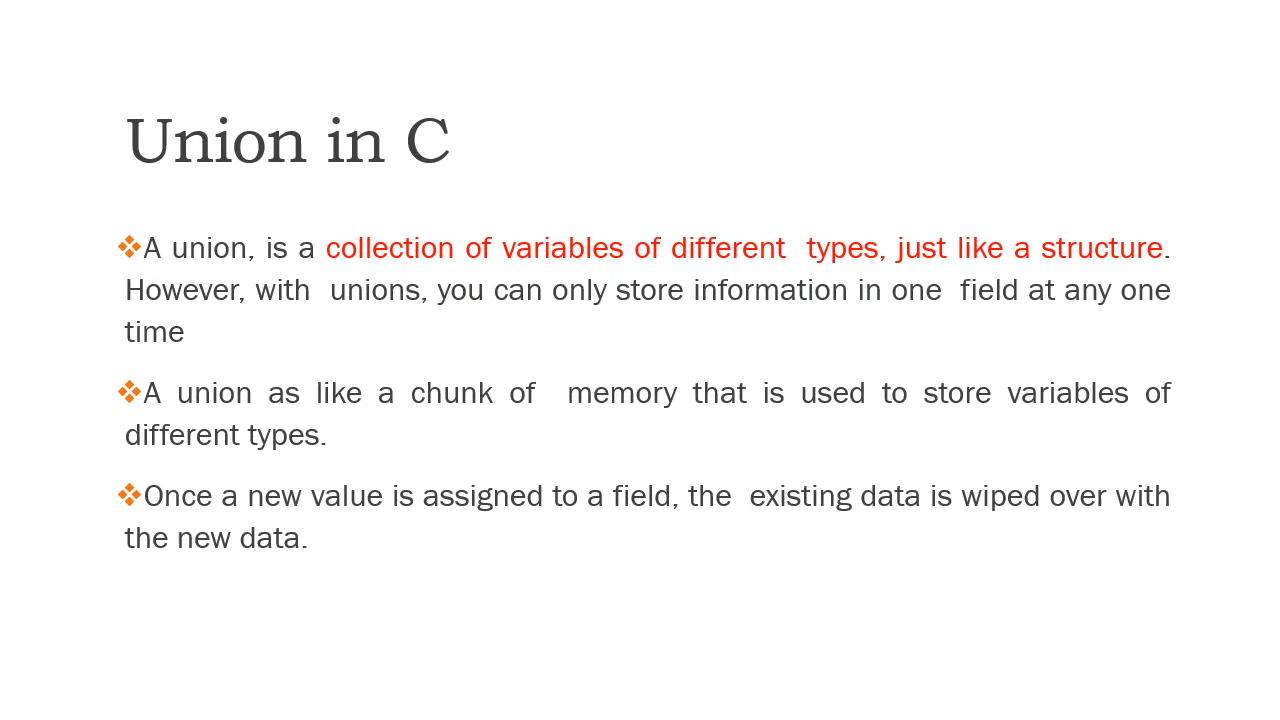 Union in C
❖A union, is a collection of variables of different types, just like a structure.
However, with unions, you can only store information in one field at any one
time
❖A union as like a chunk of memory that is used to store variables of
different types.
❖Once a new value is assigned to a field, the existing data is wiped over with
the new data.